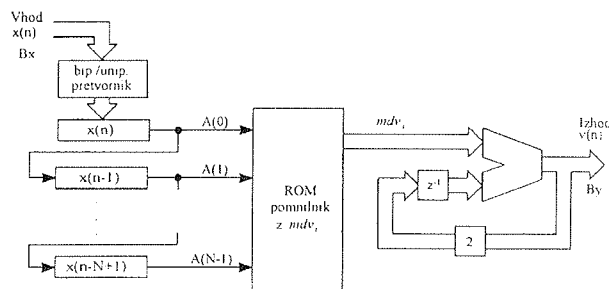 Vhod
x(n)
Bx
bip./unip.
pretvornik
x(n)
A(0)
x(n-1)
A(1)
x(n-N+1)
A(N-1)
ROM
pomnilnik
z mdvᵢ
mdvᵢ
z⁻¹
2
Izhod
y(n)
By